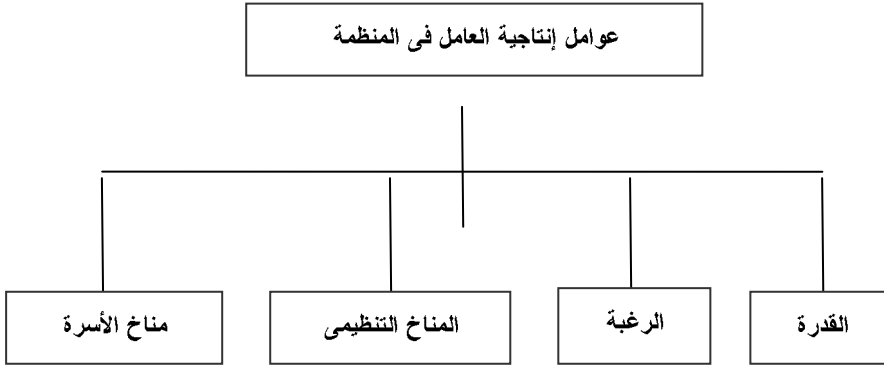 عوامل إنتاجية العامل فى المنظمة
القدرة
الرغبة
المناخ التنظيمى
مناخ الأسرة